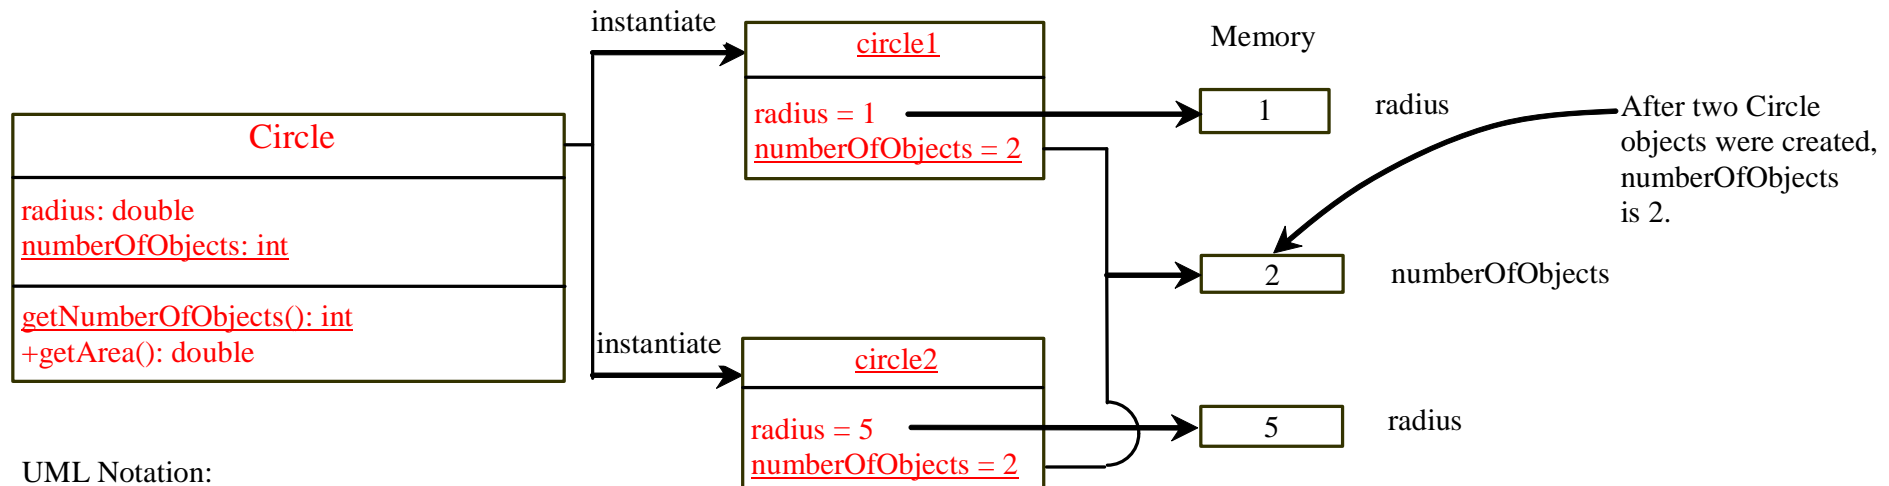 instantiate
circle1
Memory
radius = 1
numberOfObjects = 2
1
radius
After two Circle
objects were created,
numberOfObjects
is 2.
Circle
radius: double
numberOfObjects: int
getNumberOfObjects(): int
+getArea(): double
2
numberOfObjects
instantiate
circle2
radius = 5
numberOfObjects = 2
5
radius
UML Notation: